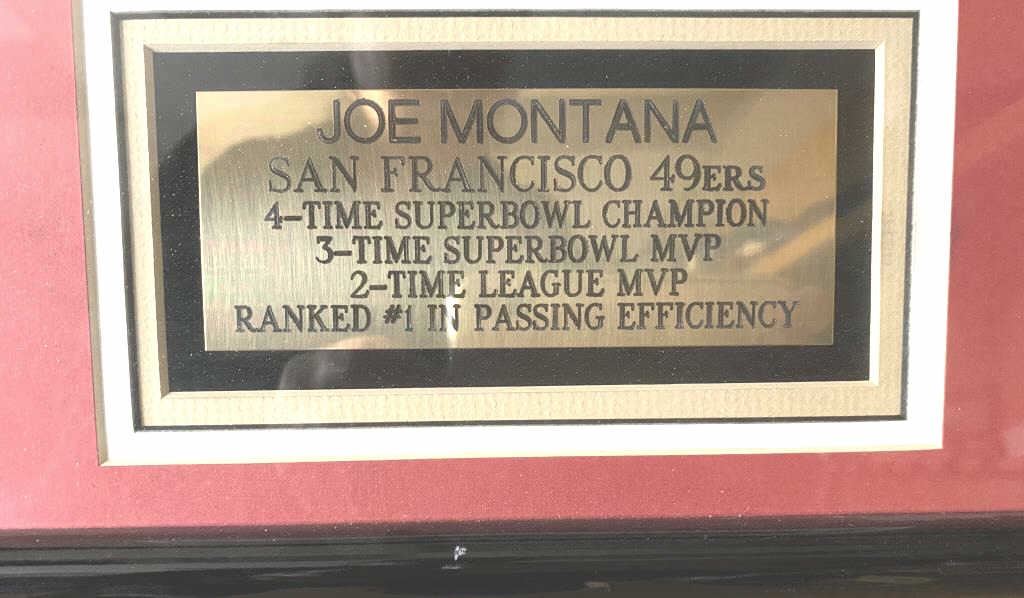 JOE MONTANA
SAN FRANCISCO 49ERS
4-TIME SUPERBOWL CHAMPION
3-TIME SUPERBOWL MVP
2-TIME LEAGUE MVP
RANKED #1 IN PASSING EFFICIENCY